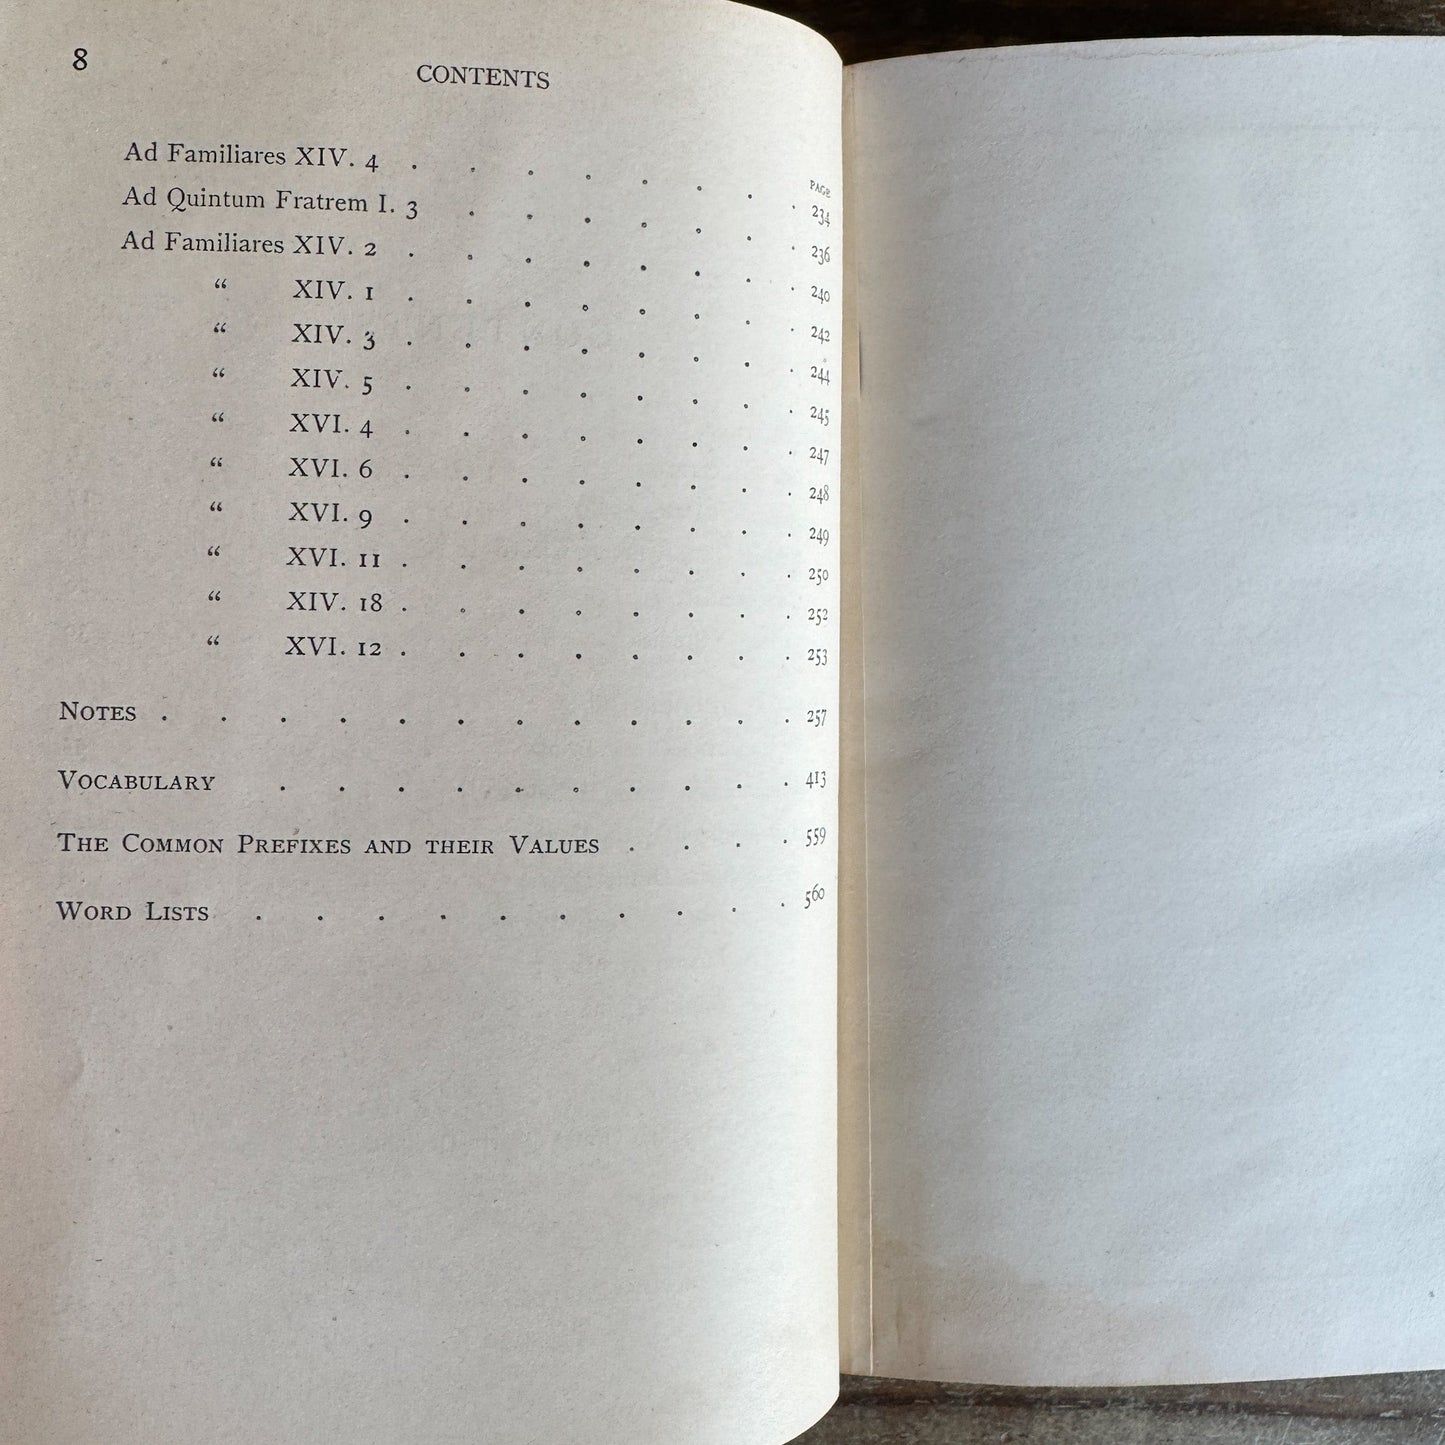 8 CONTENTS
PAGE
Ad Familiares XIV. 4 . . . . . . . . 234
Ad Quintum Fratrem I. 3 . . . . . . . 236
Ad Familiares XIV. 2 . . . . . . . . 240
“ XIV. 1 . . . . . . . . 242
“ XIV. 3 . . . . . . . . 244
“ XIV. 5 . . . . . . . . 245
“ XVI. 4 . . . . . . . . 247
“ XVI. 6 . . . . . . . . 248
“ XVI. 9 . . . . . . . . 249
“ XVI. 11 . . . . . . . . 250
“ XIV. 18 . . . . . . . . 252
“ XVI. 12 . . . . . . . . 253
NOTES . . . . . . . . . . . . 257
VOCABULARY . . . . . . . . . . 413
THE COMMON PREFIXES AND THEIR VALUES . . . . 559
WORD LISTS . . . . . . . . . . 560